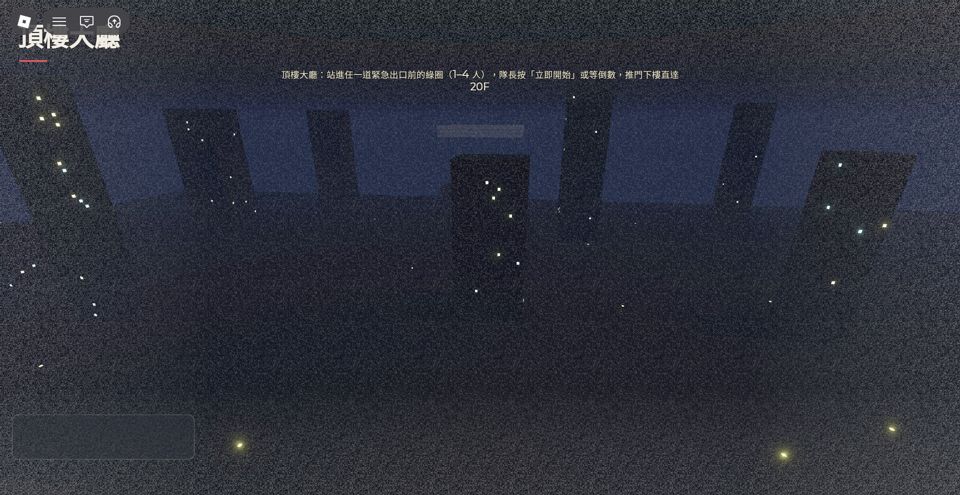 頂樓大廳
頂樓大廳：站進任一道緊急出口前的綠圈（1–4 人），隊長按「立即開始」或等倒數，推門下樓直達
20F